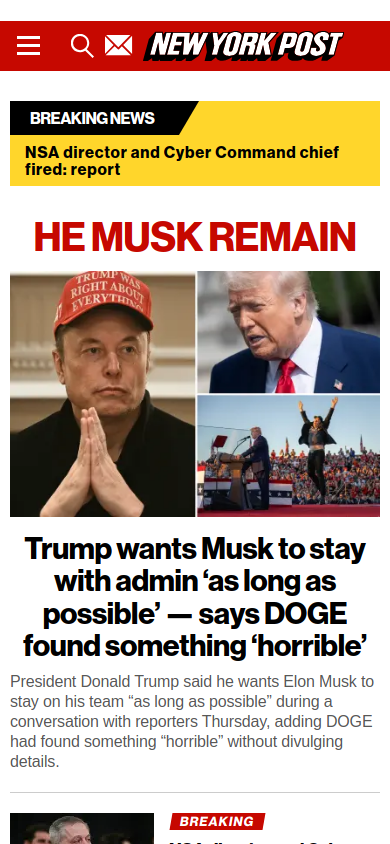 NEW YORK POST
BREAKING NEWS
NSA director and Cyber Command chief
fired: report
HE MUSK REMAIN
TRUMP WAS
RIGHT ABOUT
EVERYTHING
Trump wants Musk to stay
with admin ‘as long as
possible’ — says DOGE
found something ‘horrible’
President Donald Trump said he wants Elon Musk to
stay on his team “as long as possible” during a
conversation with reporters Thursday, adding DOGE
had found something “horrible” without divulging
details.
BREAKING